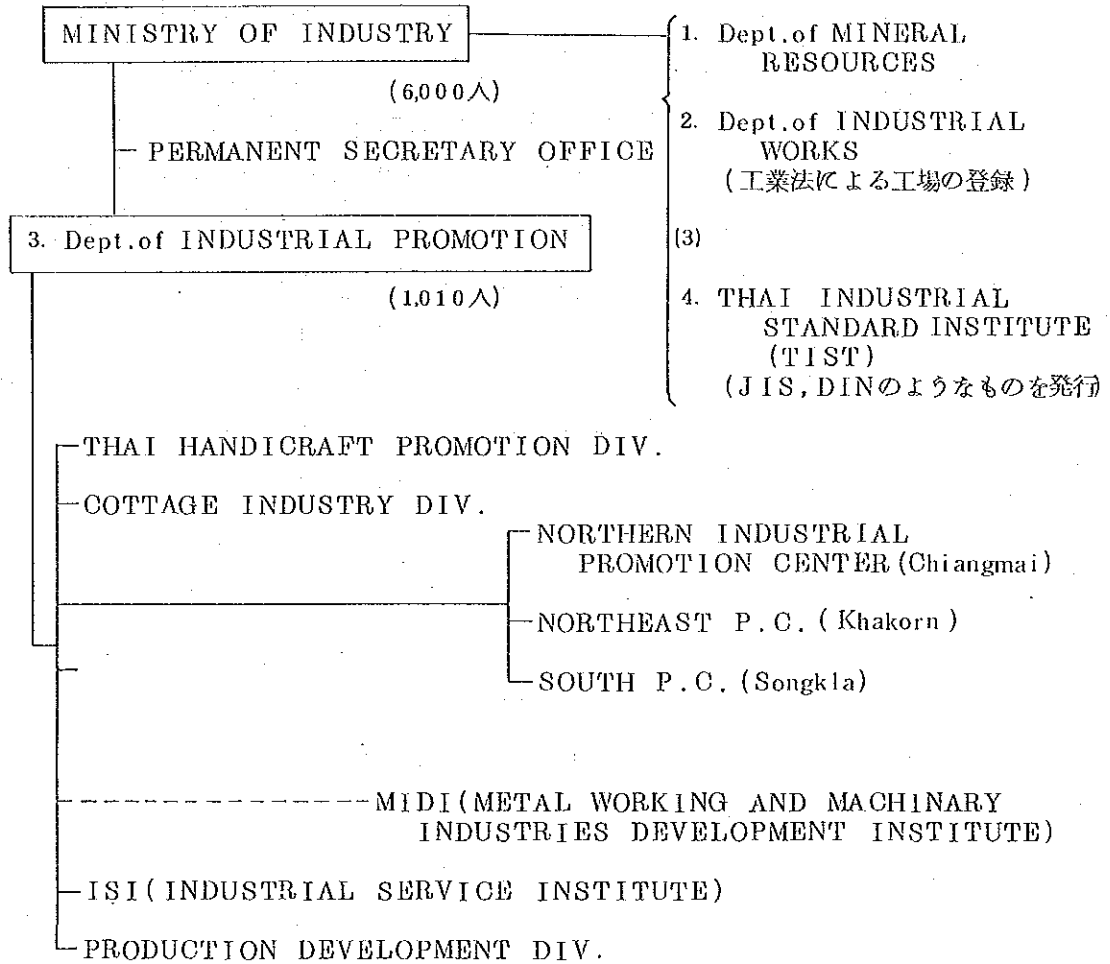 MINISTRY OF INDUSTRY
(6,000人)
PERMANENT SECRETARY OFFICE
3. Dept.of INDUSTRIAL PROMOTION
(1,010人)
1. Dept.of MINERAL
RESOURCES
2. Dept.of INDUSTRIAL
WORKS
(工業法による工場の登録)
(3)
4. THAI INDUSTRIAL
STANDARD INSTITUTE
(TIST)
(JIS,DINのようなものを発行)
THAI HANDICRAFT PROMOTION DIV.
COTTAGE INDUSTRY DIV.
NORTHERN INDUSTRIAL
PROMOTION CENTER (Chiangmai)
NORTHEAST P.C. (Khakorn)
SOUTH P.C. (Songkla)
MIDI(METAL WORKING AND MACHINARY
INDUSTRIES DEVELOPMENT INSTITUTE)
ISI(INDUSTRIAL SERVICE INSTITUTE)
PRODUCTION DEVELOPMENT DIV.